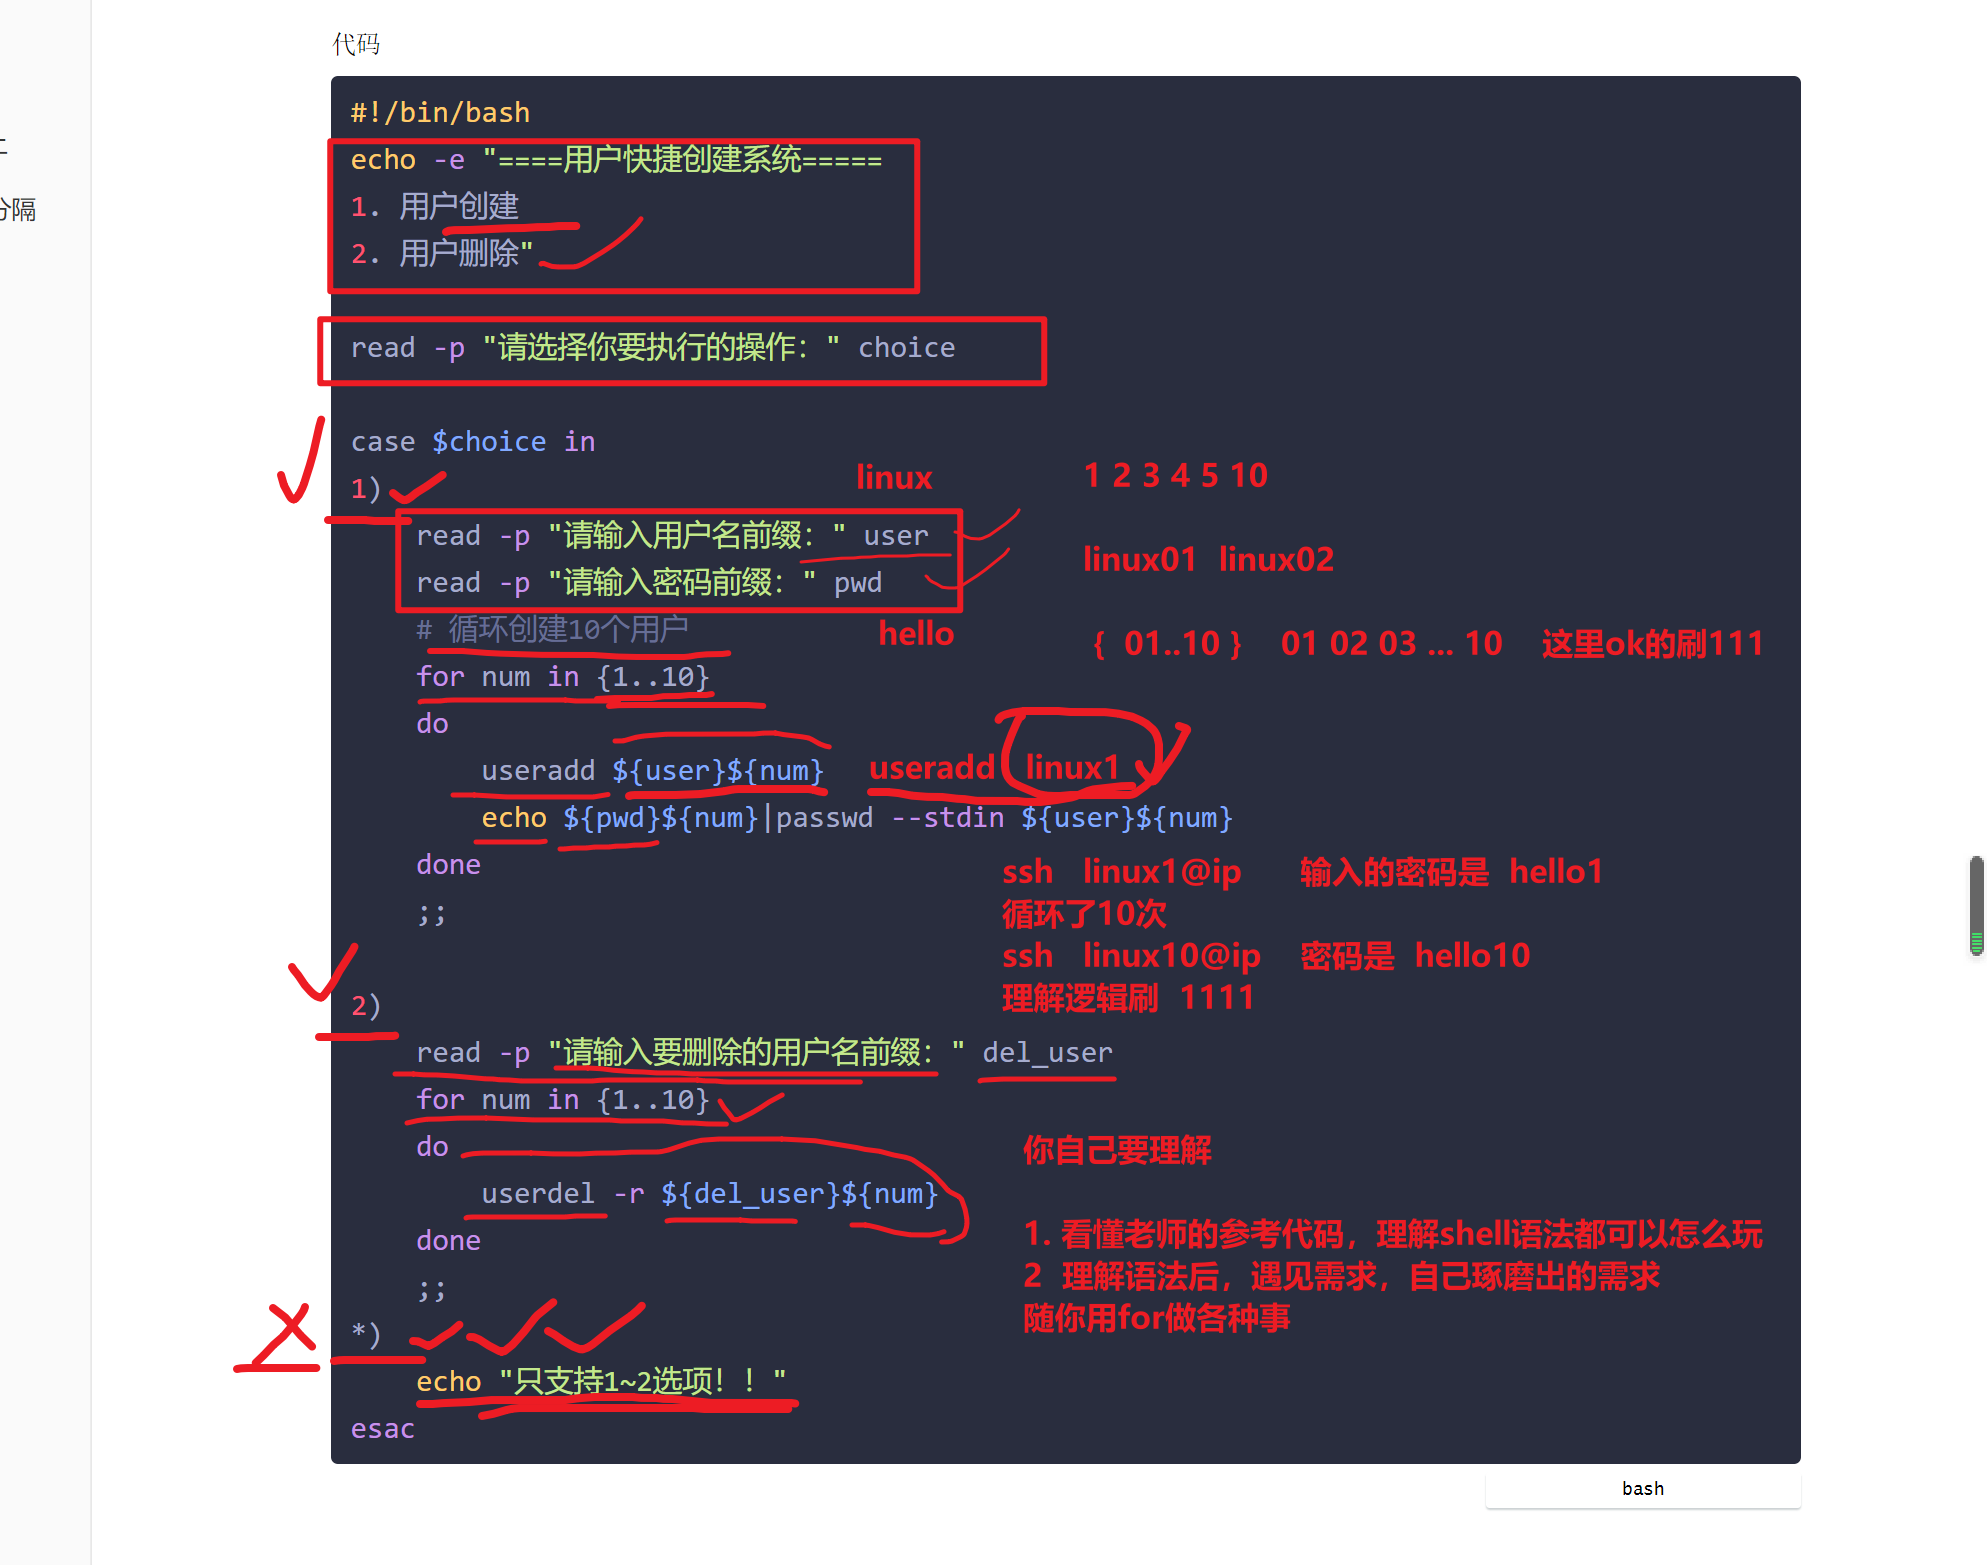 代码
分隔
#!/bin/bash
echo -e "====用户快捷创建系统=====
1. 用户创建
2. 用户删除"
read -p "请选择你要执行的操作：" choice
case $choice in
linux 1 2 3 4 5 10
1)
read -p "请输入用户名前缀：" user
linux01 linux02
read -p "请输入密码前缀：" pwd
# 循环创建10个用户
hello { 01..10 } 01 02 03 ... 10 这里ok的刷111
for num in {1..10}
do
useradd ${user}${num} useradd linux1
echo ${pwd}${num}|passwd --stdin ${user}${num}
done
ssh linux1@ip 输入的密码是 hello1
;;
循环了10次
ssh linux10@ip 密码是 hello10
理解逻辑刷 1111
2)
read -p "请输入要删除的用户名前缀：" del_user
for num in {1..10}
do
你自己要理解
userdel -r ${del_user}${num}
done
1. 看懂老师的参考代码，理解shell语法都可以怎么玩
;;
2 理解语法后，遇见需求，自己琢磨出的需求
随你用for做各种事
*)
echo "只支持1~2选项！！"
esac
bash